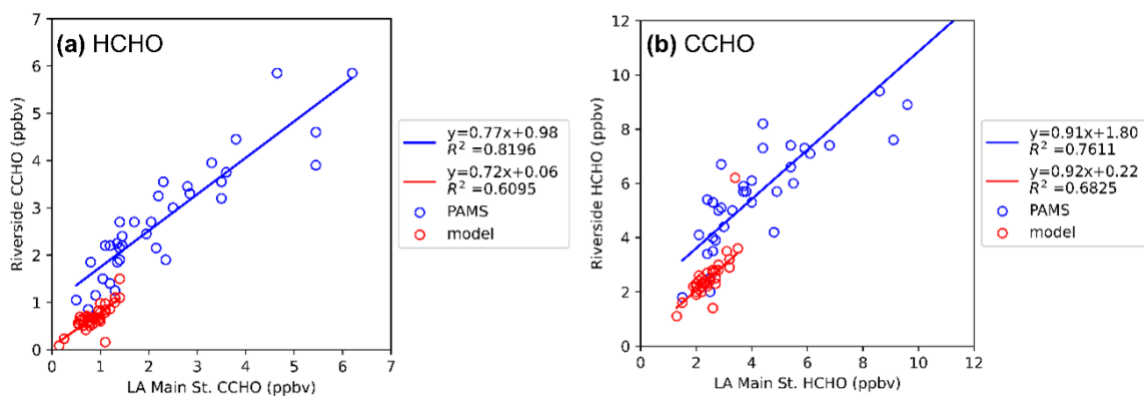 (a) HCHO
7
6
5
4
3
2
1
0
Riverside CCHO (ppbv)
0 1 2 3 4 5 6 7
LA Main St. CCHO (ppbv)
y=0.77x+0.98
R² =0.8196
y=0.72x+0.06
R² =0.6095
PAMS
model
(b) CCHO
12
10
8
6
4
2
0
Riverside HCHO (ppbv)
0 2 4 6 8 10 12
LA Main St. HCHO (ppbv)
y=0.91x+1.80
R² =0.7611
y=0.92x+0.22
R² =0.6825
PAMS
model